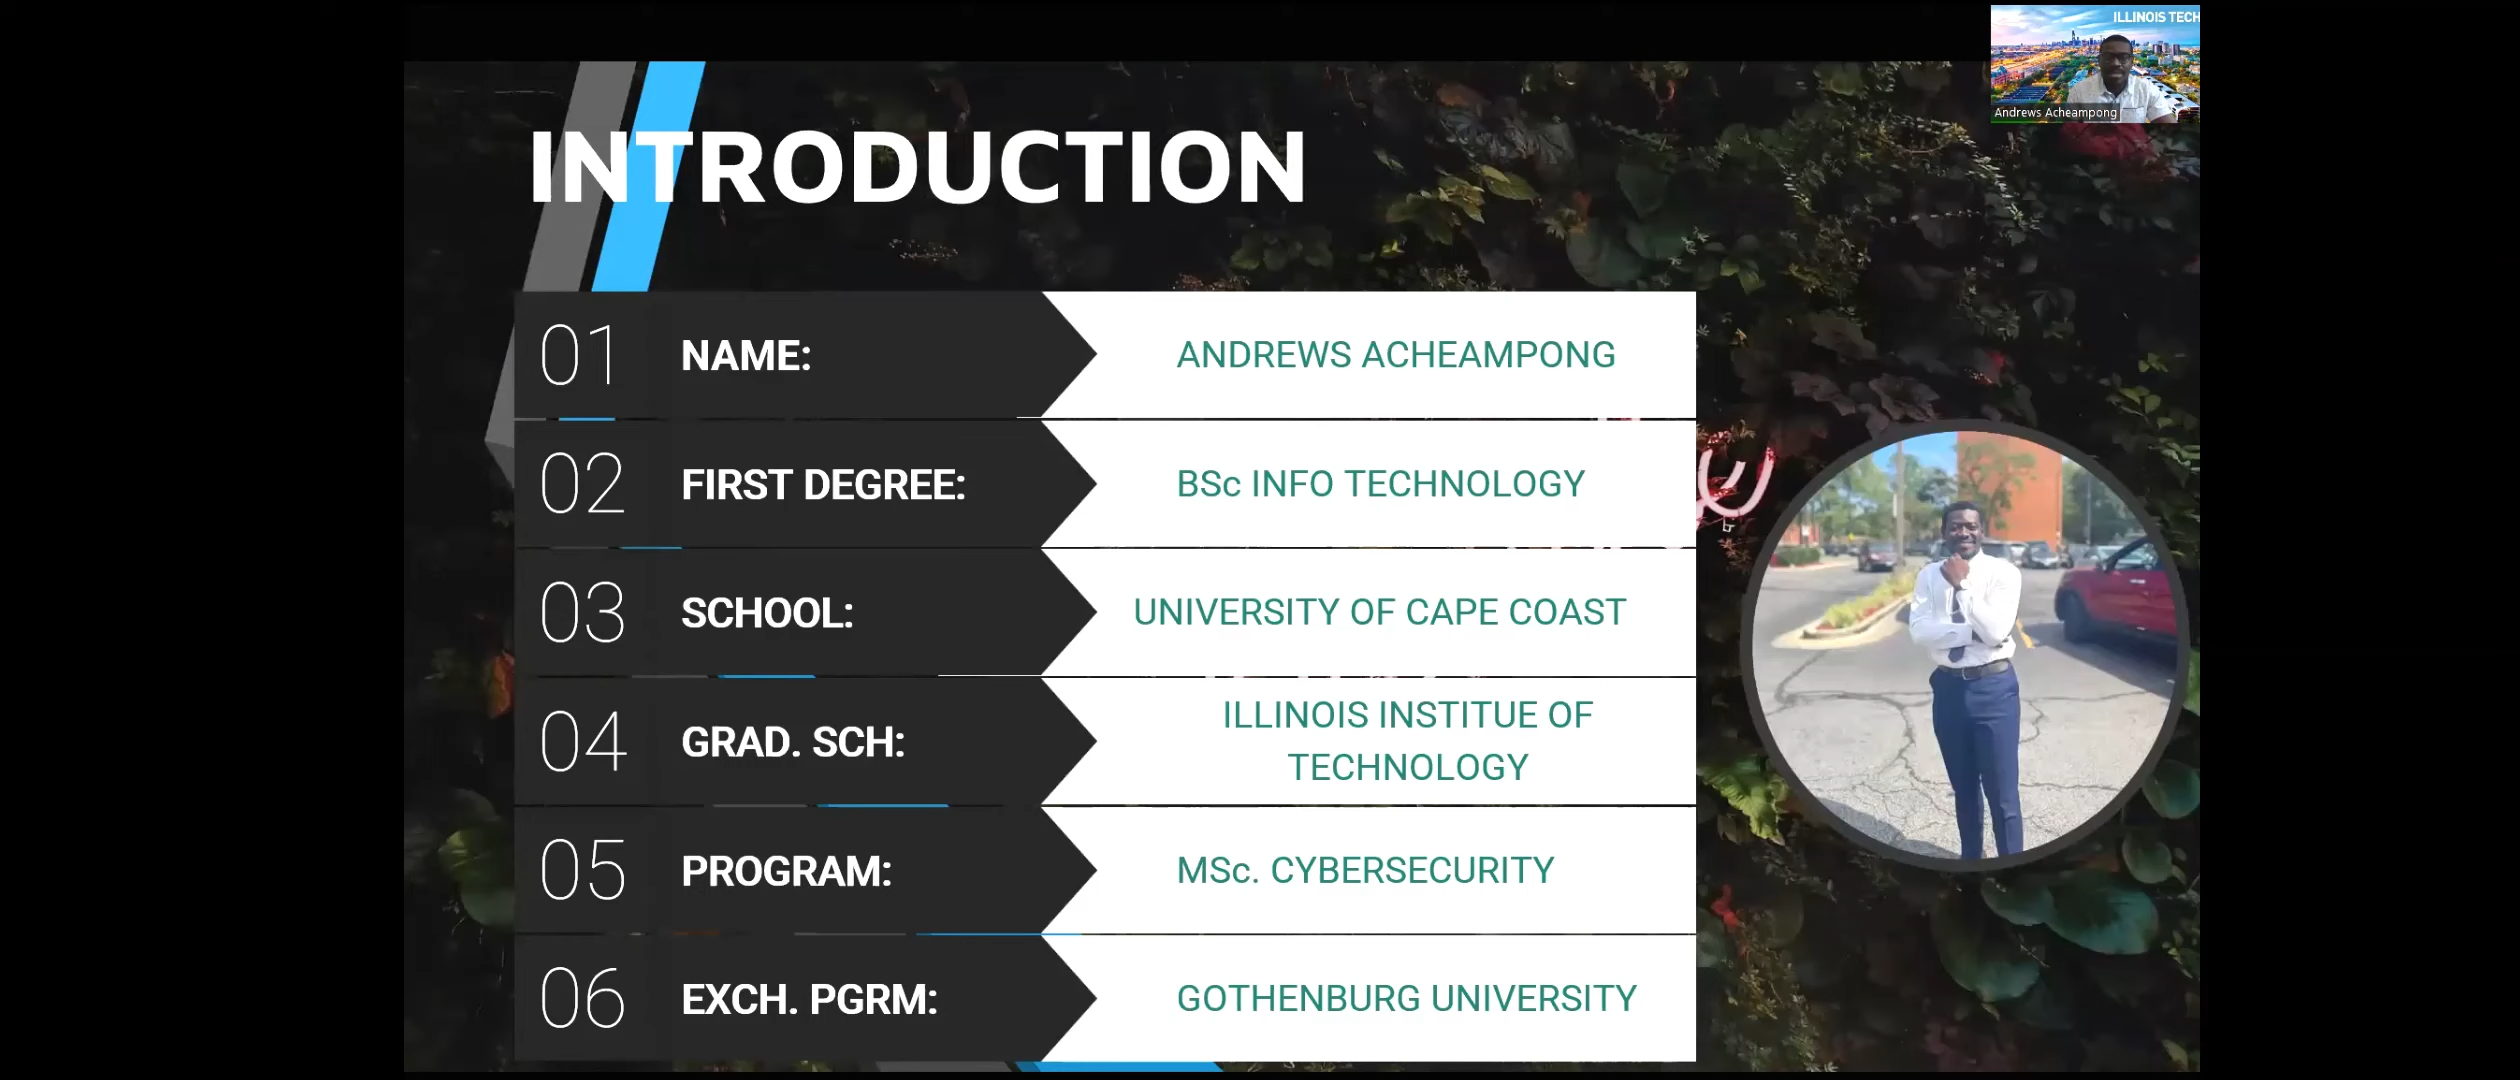 ILLINOIS TECH
Andrews Acheampong
INTRODUCTION
01 NAME: ANDREWS ACHEAMPONG
02 FIRST DEGREE: BSc INFO TECHNOLOGY
03 SCHOOL: UNIVERSITY OF CAPE COAST
04 GRAD. SCH: ILLINOIS INSTITUE OF
TECHNOLOGY
05 PROGRAM: MSc. CYBERSECURITY
06 EXCH. PGRM: GOTHENBURG UNIVERSITY